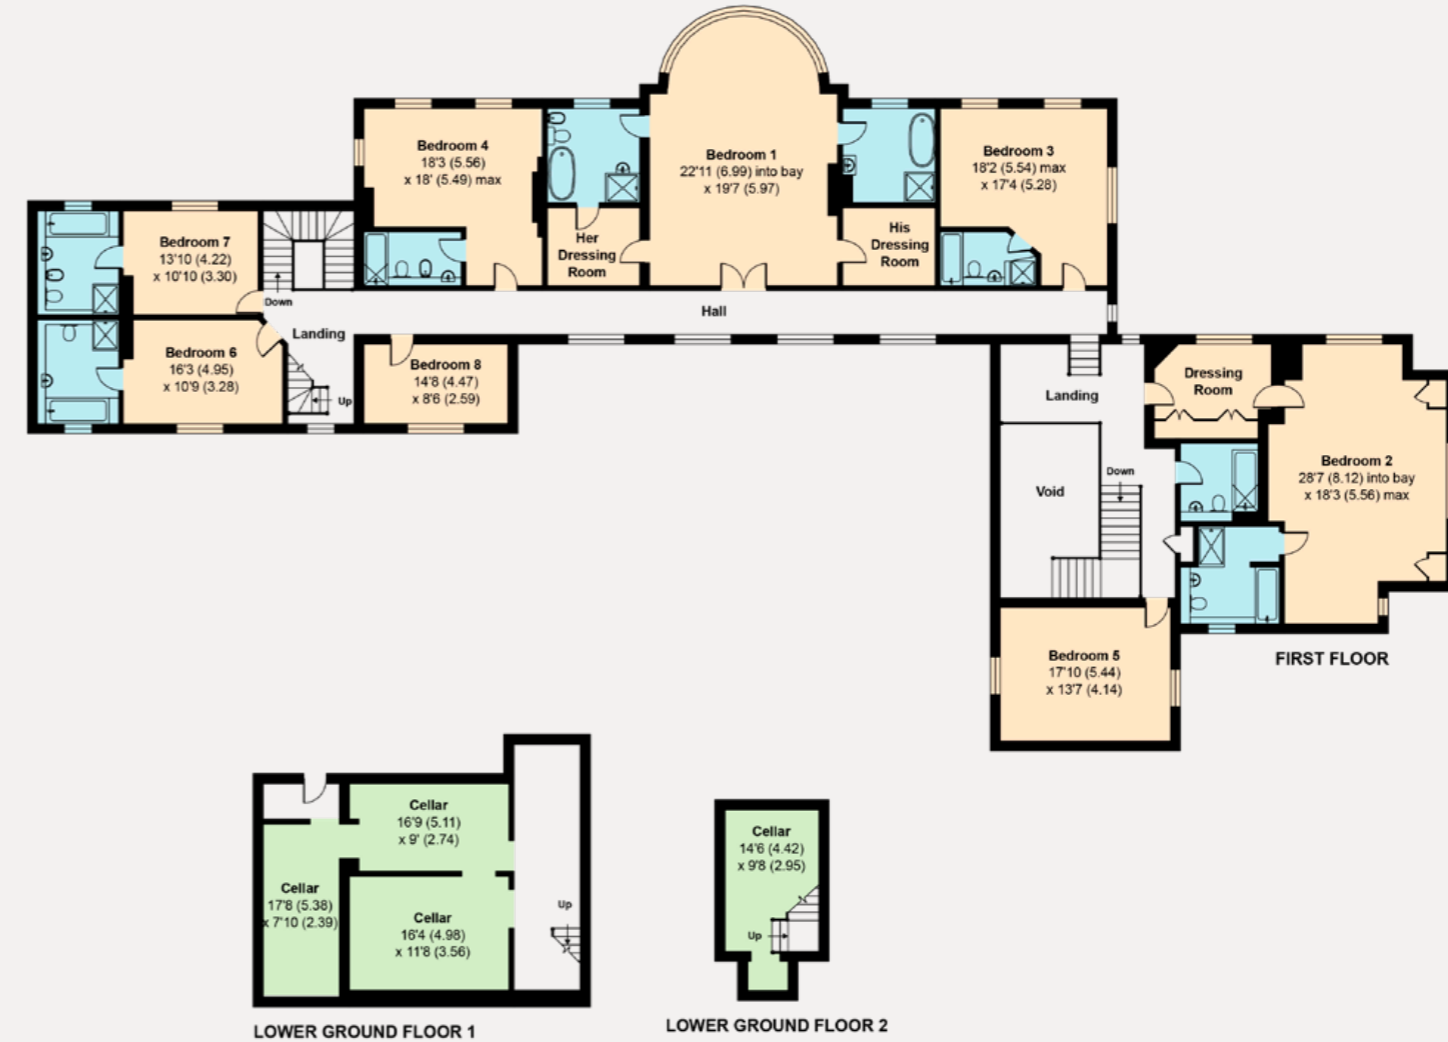 Bedroom 4
18'3 (5.56)
x 18' (5.49) max
Bedroom 1
22'11 (6.99) into bay
x 19'7 (5.97)
Bedroom 3
18'2 (5.54) max
x 17'4 (5.28)
Her
Dressing
Room
His
Dressing
Room
Bedroom 7
13'10 (4.22)
x 10'10 (3.30)
Down
Landing
Hall
Bedroom 6
16'3 (4.95)
x 10'9 (3.28)
Up
Bedroom 8
14'8 (4.47)
x 8'6 (2.59)
Landing
Dressing
Room
Void
Down
Bedroom 2
28'7 (8.12) into bay
x 18'3 (5.56) max
Bedroom 5
17'10 (5.44)
x 13'7 (4.14)
FIRST FLOOR
Cellar
16'9 (5.11)
x 9' (2.74)
Cellar
17'8 (5.38)
x 7'10 (2.39)
Cellar
16'4 (4.98)
x 11'8 (3.56)
Up
LOWER GROUND FLOOR 1
Cellar
14'6 (4.42)
x 9'8 (2.95)
Up
LOWER GROUND FLOOR 2